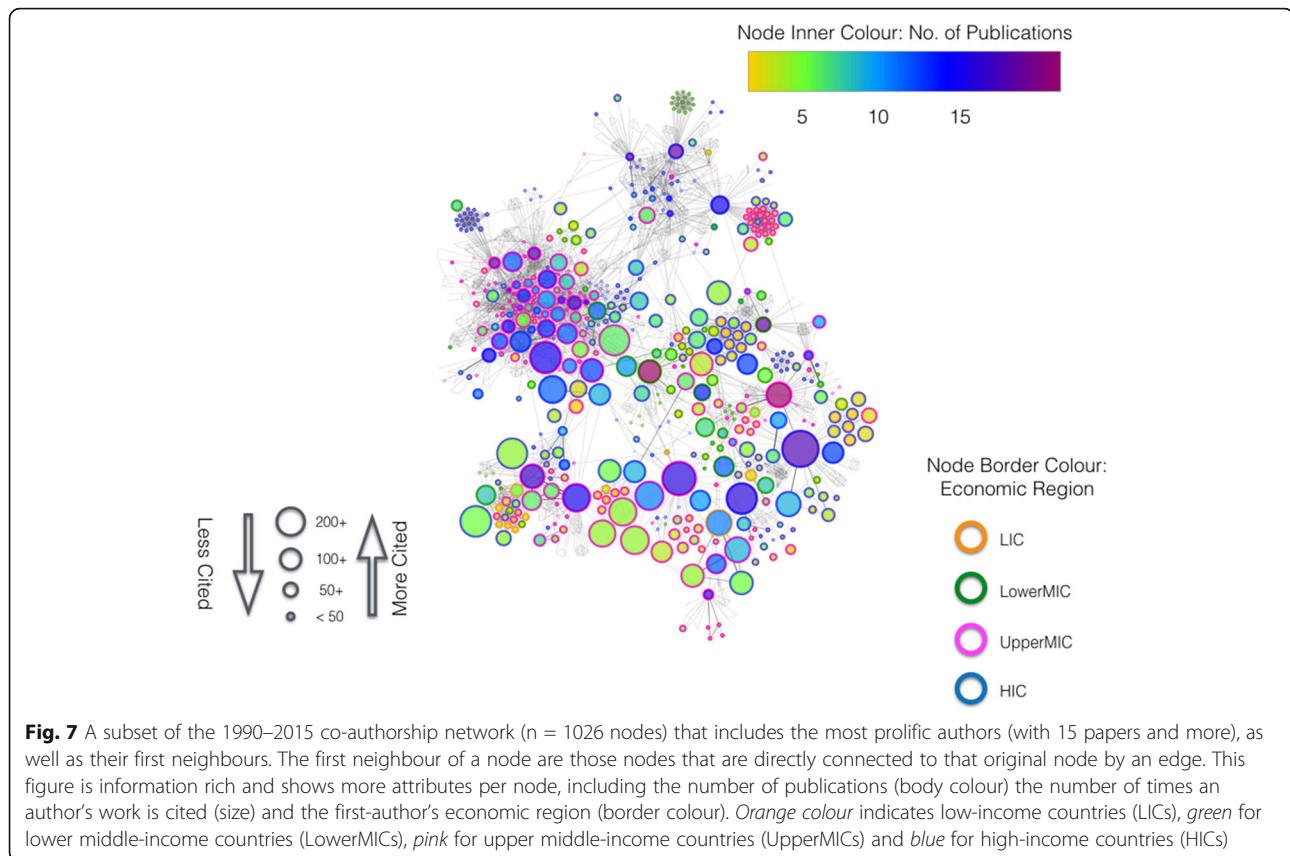 Node Inner Colour: No. of Publications
5 10 15
Less Cited
200+
100+
50+
< 50
More Cited
Node Border Colour:
Economic Region
LIC
LowerMIC
UpperMIC
HIC
Fig. 7 A subset of the 1990–2015 co-authorship network (n = 1026 nodes) that includes the most prolific authors (with 15 papers and more), as
well as their first neighbours. The first neighbour of a node are those nodes that are directly connected to that original node by an edge. This
figure is information rich and shows more attributes per node, including the number of publications (body colour) the number of times an
author's work is cited (size) and the first-author's economic region (border colour). Orange colour indicates low-income countries (LICs), green for
lower middle-income countries (LowerMICs), pink for upper middle-income countries (UpperMICs) and blue for high-income countries (HICs)